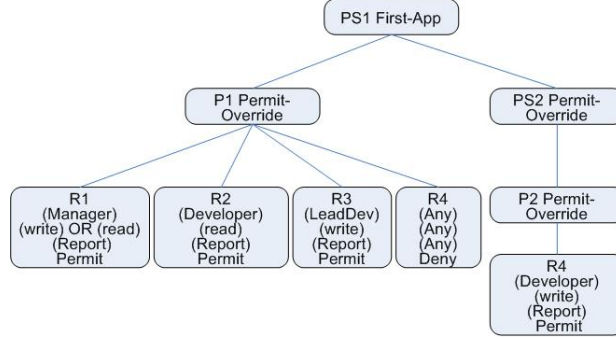 PS1 First-App
P1 Permit-
Override
PS2 Permit-
Override
R1
(Manager)
(write) OR (read)
(Report)
Permit
R2
(Developer)
(read)
(Report)
Permit
R3
(LeadDev)
(write)
(Report)
Permit
R4
(Any)
(Any)
(Any)
Deny
P2 Permit-
Override
R4
(Developer)
(write)
(Report)
Permit